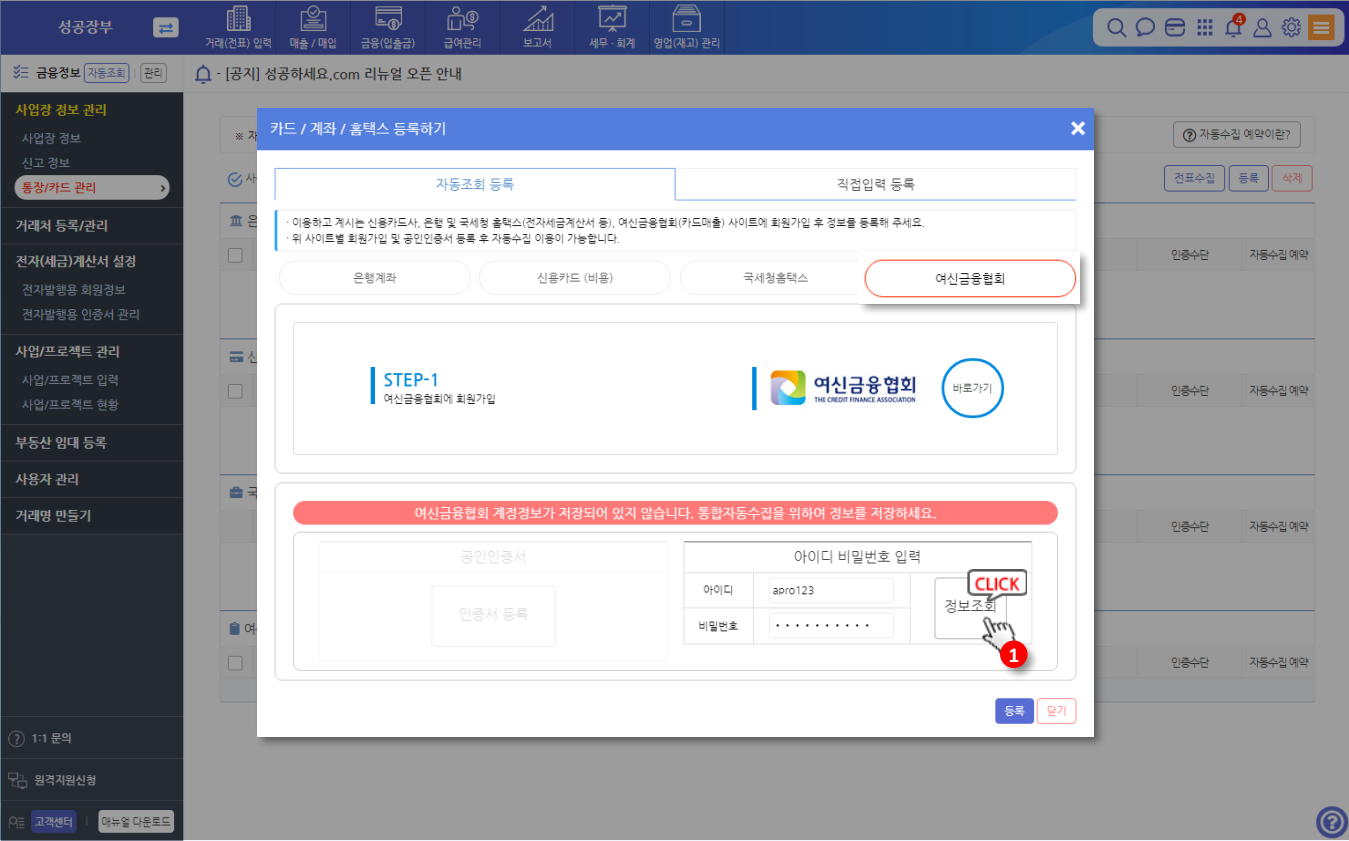 성공장부
거래(전표) 입력
매출 / 매입
금융(입출금)
급여관리
보고서
세무 · 회계
영업(재고) 관리
4
금융정보 자동조회 관리
- [공지] 성공하세요.com 리뉴얼 오픈 안내
사업장 정보 관리
사업장 정보
신고 정보
통장/카드 관리
거래처 등록/관리
전자(세금)계산서 설정
전자발행용 회원정보
전자발행용 인증서 관리
사업/프로젝트 관리
사업/프로젝트 입력
사업/프로젝트 현황
부동산 임대 등록
사용자 관리
거래명 만들기
1:1 문의
원격지원신청
고객센터
매뉴얼 다운로드
자동수집 예약이란?
전표수집 등록 삭제
인증수단 자동수집 예약
인증수단 자동수집 예약
인증수단 자동수집 예약
인증수단 자동수집 예약
카드 / 계좌 / 홈택스 등록하기
자동조회 등록
직접입력 등록
· 이용하고 계시는 신용카드사, 은행 및 국세청 홈택스(전자세금계산서 등), 여신금융협회(카드매출) 사이트에 회원가입 후 정보를 등록해 주세요.
· 위 사이트별 회원가입 및 공인인증서 등록 후 자동수집 이용이 가능합니다.
은행계좌
신용카드 (비용)
국세청홈택스
여신금융협회
STEP-1
여신금융협회에 회원가입
여신금융협회
THE CREDIT FINANCE ASSOCIATION
바로가기
여신금융협회 계정정보가 저장되어 있지 않습니다. 통합자동수집을 위하여 정보를 저장하세요.
공인인증서
인증서 등록
아이디 비밀번호 입력
아이디
apro123
비밀번호
··········
CLICK
정보조회
1
등록
닫기